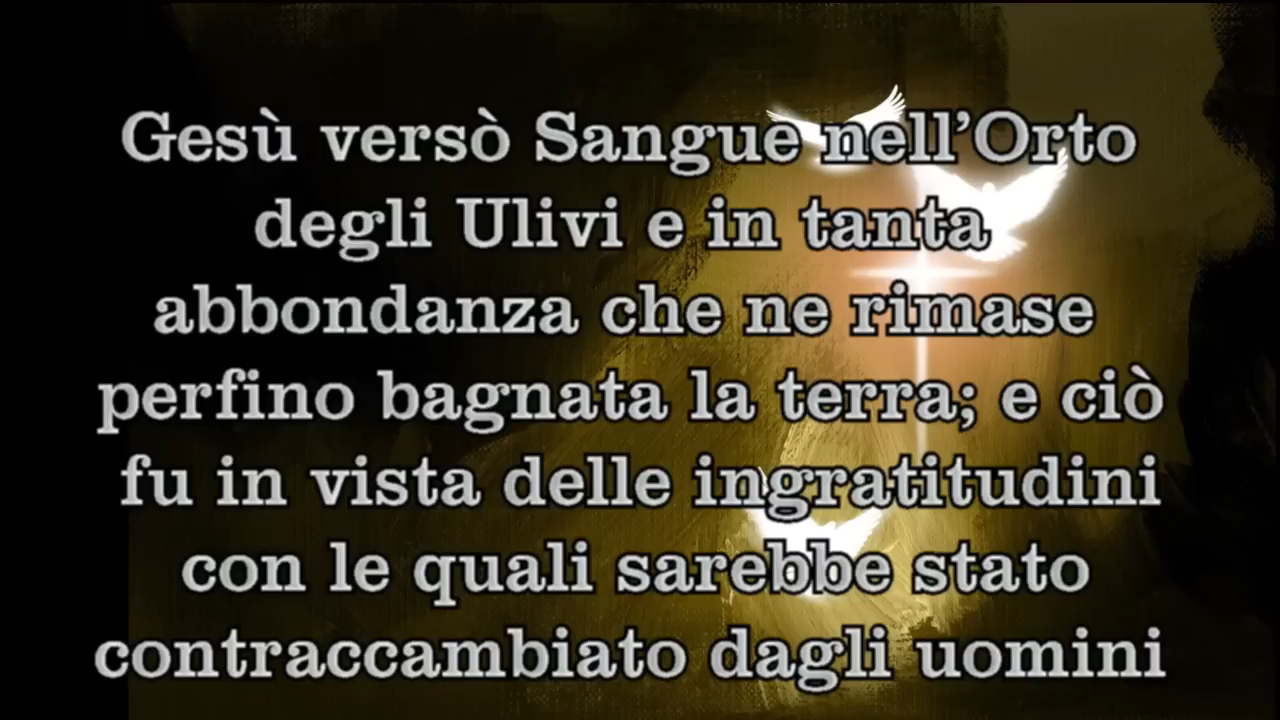 Gesù versò Sangue nell’Orto
degli Ulivi e in tanta
abbondanza che ne rimase
perfino bagnata la terra; e ciò
fu in vista delle ingratitudini
con le quali sarebbe stato
contraccambiato dagli uomini